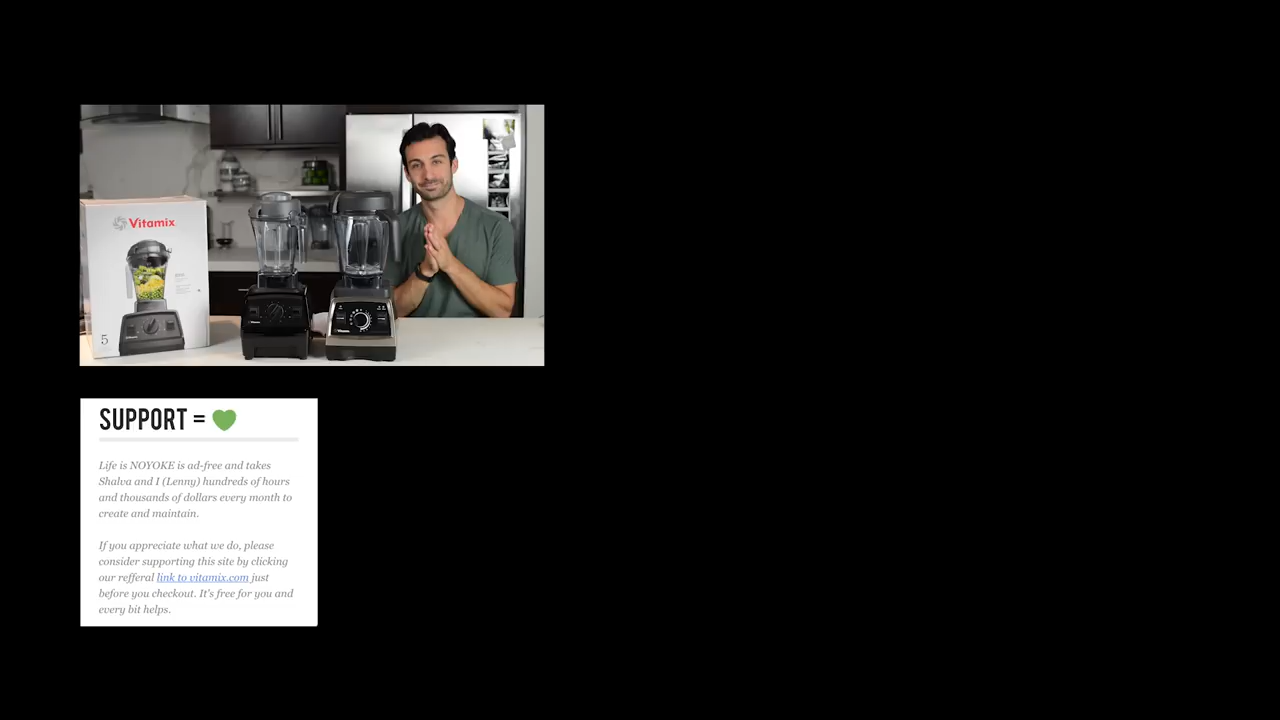 Vitamix
5
SUPPORT = 💚
Life is NOYOKE is ad-free and takes
Shalva and I (Lenny) hundreds of hours
and thousands of dollars every month to
create and maintain.
If you appreciate what we do, please
consider supporting this site by clicking
our refferal link to vitamix.com just
before you checkout. It's free for you and
every bit helps.